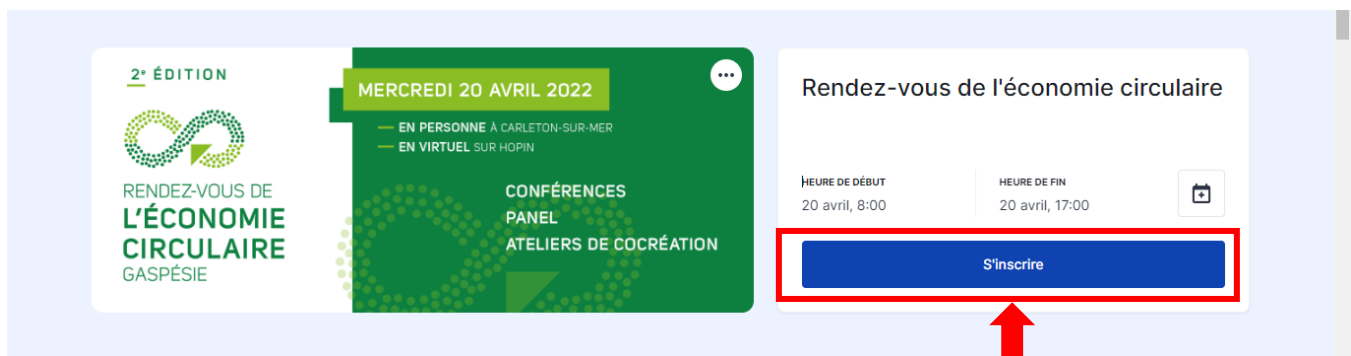 2e ÉDITION
RENDEZ-VOUS DE
L'ÉCONOMIE
CIRCULAIRE
GASPÉSIE
MERCREDI 20 AVRIL 2022
— EN PERSONNE À CARLETON-SUR-MER
— EN VIRTUEL SUR HOPIN
CONFÉRENCES
PANEL
ATELIERS DE COCRÉATION
Rendez-vous de l'économie circulaire
HEURE DE DÉBUT
20 avril, 8:00
HEURE DE FIN
20 avril, 17:00
S'inscrire